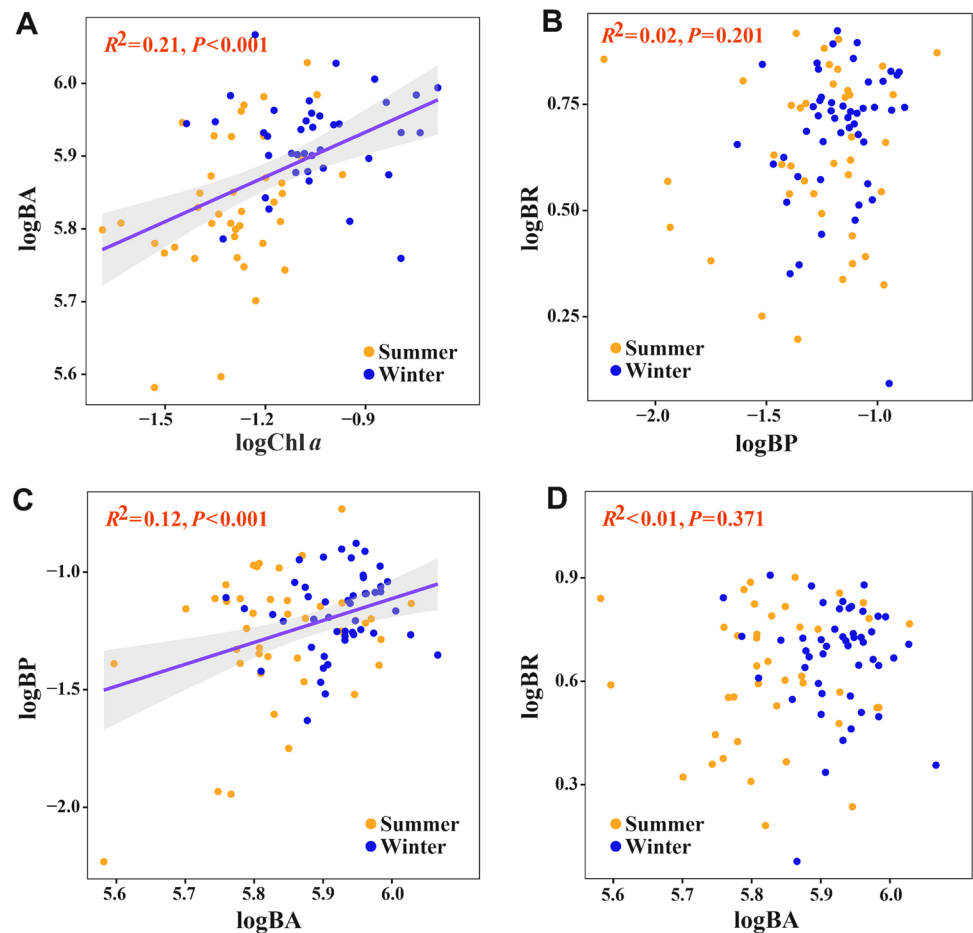 A
R²=0.21, P<0.001
6.0
5.9
5.8
5.7
5.6
logBA
Summer
Winter
−1.5
−1.2
−0.9
logChl a
B
R²=0.02, P=0.201
0.75
0.50
0.25
logBR
Summer
Winter
−2.0
−1.5
−1.0
logBP
C
R²=0.12, P<0.001
−1.0
−1.5
−2.0
logBP
Summer
Winter
5.6
5.7
5.8
5.9
6.0
logBA
D
R²<0.01, P=0.371
0.9
0.6
0.3
logBR
Summer
Winter
5.6
5.7
5.8
5.9
6.0
logBA